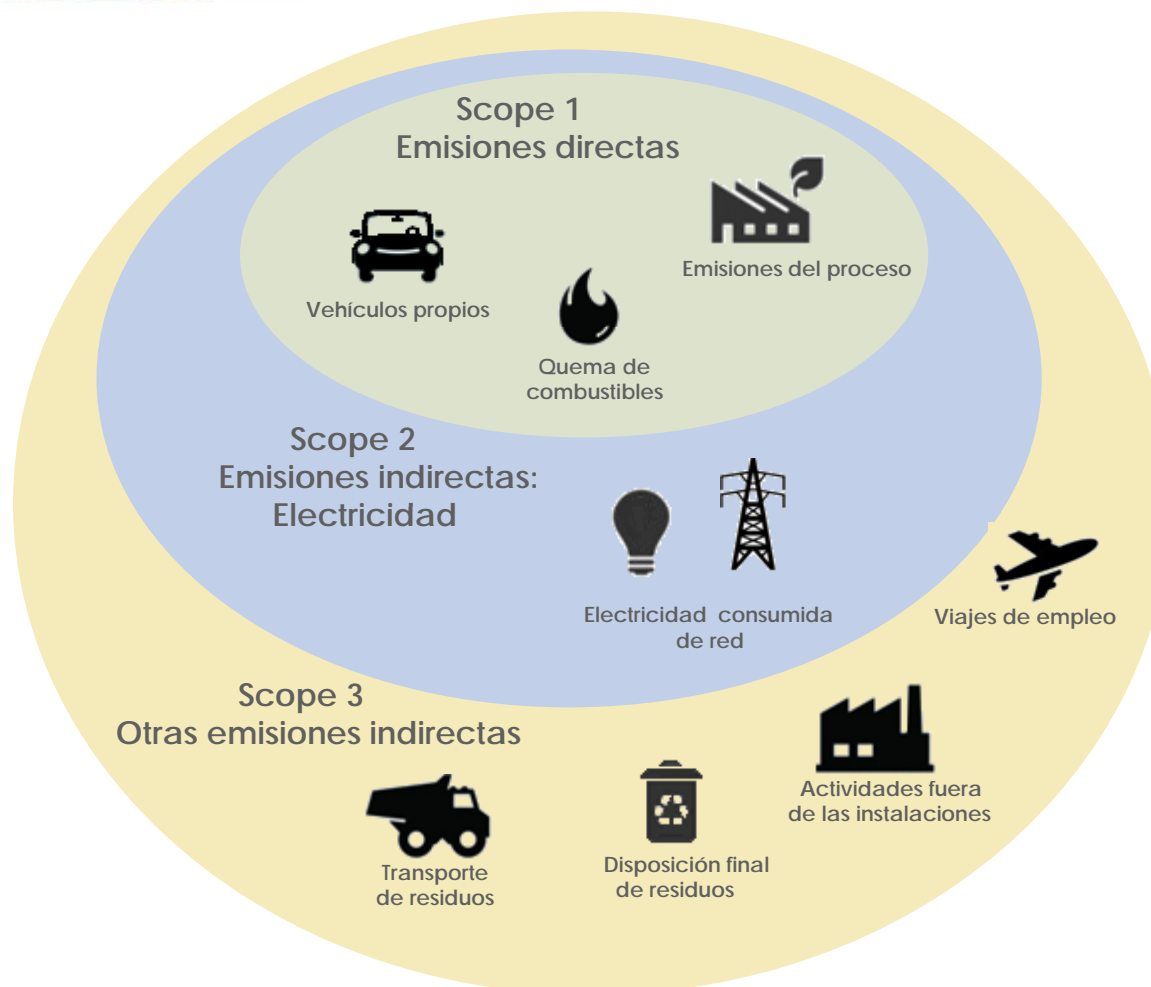 Scope 1
Emisiones directas
Vehículos propios
Emisiones del proceso
Quema de
combustibles
Scope 2
Emisiones indirectas:
Electricidad
Electricidad consumida
de red
Viajes de empleo
Scope 3
Otras emisiones indirectas
Transporte
de residuos
Disposición final
de residuos
Actividades fuera
de las instalaciones